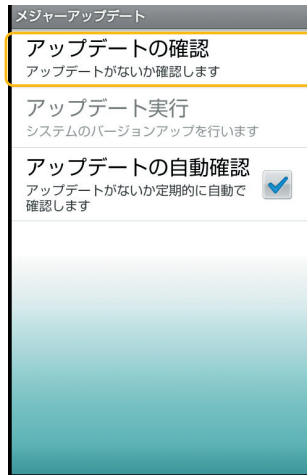 メジャーアップデート
アップデートの確認
アップデートがないか確認します
アップデート実行
システムのバージョンアップを行います
アップデートの自動確認
アップデートがないか定期的に自動で
確認します